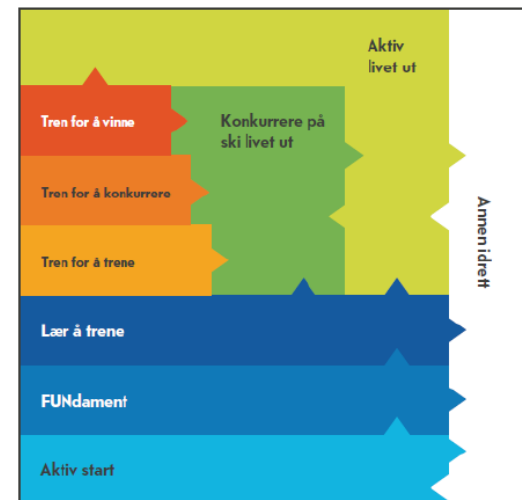 Aktiv
livet ut
Tren for å vinne
Konkurrere på
ski livet ut
Tren for å konkurrere
Annen idrett
Tren for å trene
Lær å trene
FUNdament
Aktiv start